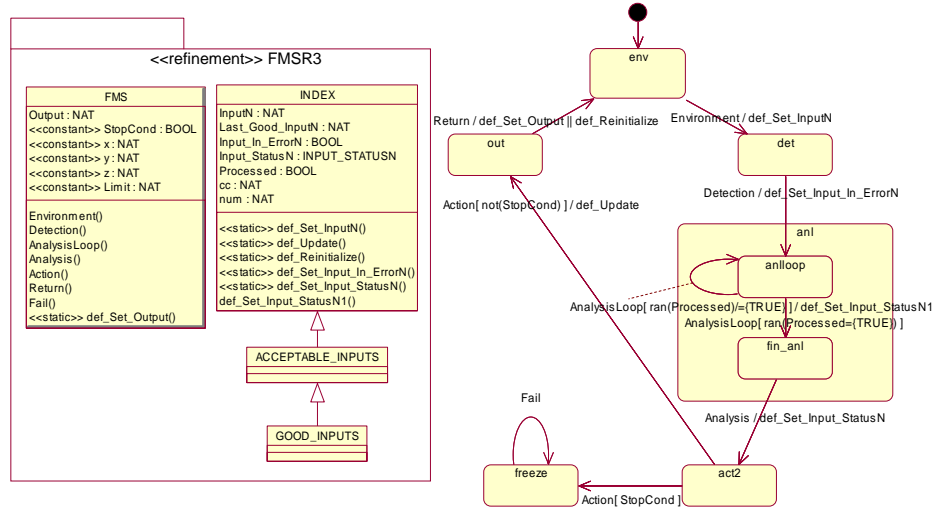 <<refinement>> FMSR3
FMS
Output : NAT
<<constant>> StopCond : BOOL
<<constant>> x : NAT
<<constant>> y : NAT
<<constant>> z : NAT
<<constant>> Limit : NAT
Environment()
Detection()
AnalysisLoop()
Analysis()
Action()
Return()
Fail()
<<static>> def_Set_Output()
INDEX
InputN : NAT
Last_Good_InputN : NAT
Input_In_ErrorN : BOOL
Input_StatusN : INPUT_STATUSN
Processed : BOOL
cc : NAT
num : NAT
<<static>> def_Set_InputN()
<<static>> def_Update()
<<static>> def_Reinitialize()
<<static>> def_Set_Input_In_ErrorN()
<<static>> def_Set_Input_StatusN()
def_Set_Input_StatusN1()
ACCEPTABLE_INPUTS
GOOD_INPUTS
env
Return / def_Set_Output || def_Reinitialize
Environment / def_Set_InputN
out
det
Action[ not(StopCond) ] / def_Update
Detection / def_Set_Input_In_ErrorN
anl
anlloop
AnalysisLoop[ ran(Processed)/={TRUE} ] / def_Set_Input_StatusN1
AnalysisLoop[ ran(Processed={TRUE}) ]
fin_anl
Analysis / def_Set_Input_StatusN
Fail
freeze
act2
Action[ StopCond ]